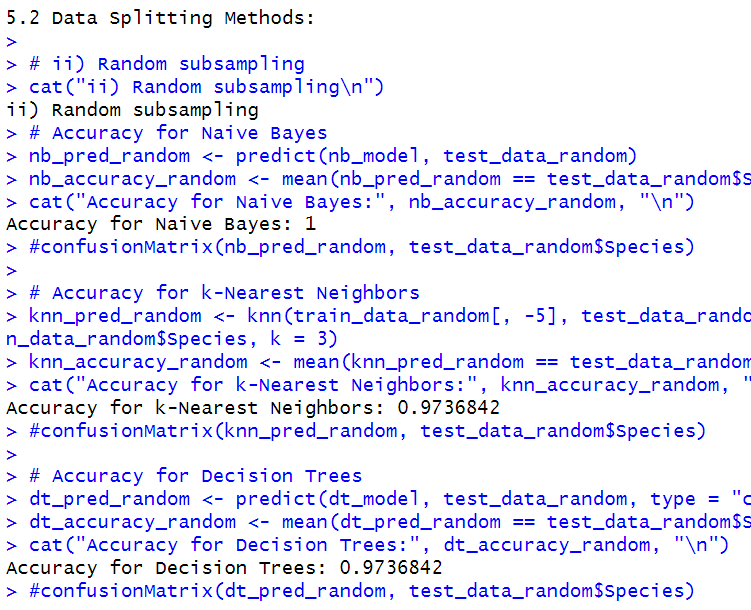 5.2 Data Splitting Methods:
>
> # ii) Random subsampling
> cat("ii) Random subsampling\n")
ii) Random subsampling
> # Accuracy for Naive Bayes
> nb_pred_random <- predict(nb_model, test_data_random)
> nb_accuracy_random <- mean(nb_pred_random == test_data_random$S
> cat("Accuracy for Naive Bayes:", nb_accuracy_random, "\n")
Accuracy for Naive Bayes: 1
> #confusionMatrix(nb_pred_random, test_data_random$Species)
>
> # Accuracy for k-Nearest Neighbors
> knn_pred_random <- knn(train_data_random[, -5], test_data_rando
n_data_random$Species, k = 3)
> knn_accuracy_random <- mean(knn_pred_random == test_data_random
> cat("Accuracy for k-Nearest Neighbors:", knn_accuracy_random, "
Accuracy for k-Nearest Neighbors: 0.9736842
> #confusionMatrix(knn_pred_random, test_data_random$Species)
>
> # Accuracy for Decision Trees
> dt_pred_random <- predict(dt_model, test_data_random, type = "c
> dt_accuracy_random <- mean(dt_pred_random == test_data_random$S
> cat("Accuracy for Decision Trees:", dt_accuracy_random, "\n")
Accuracy for Decision Trees: 0.9736842
> #confusionMatrix(dt_pred_random, test_data_random$Species)